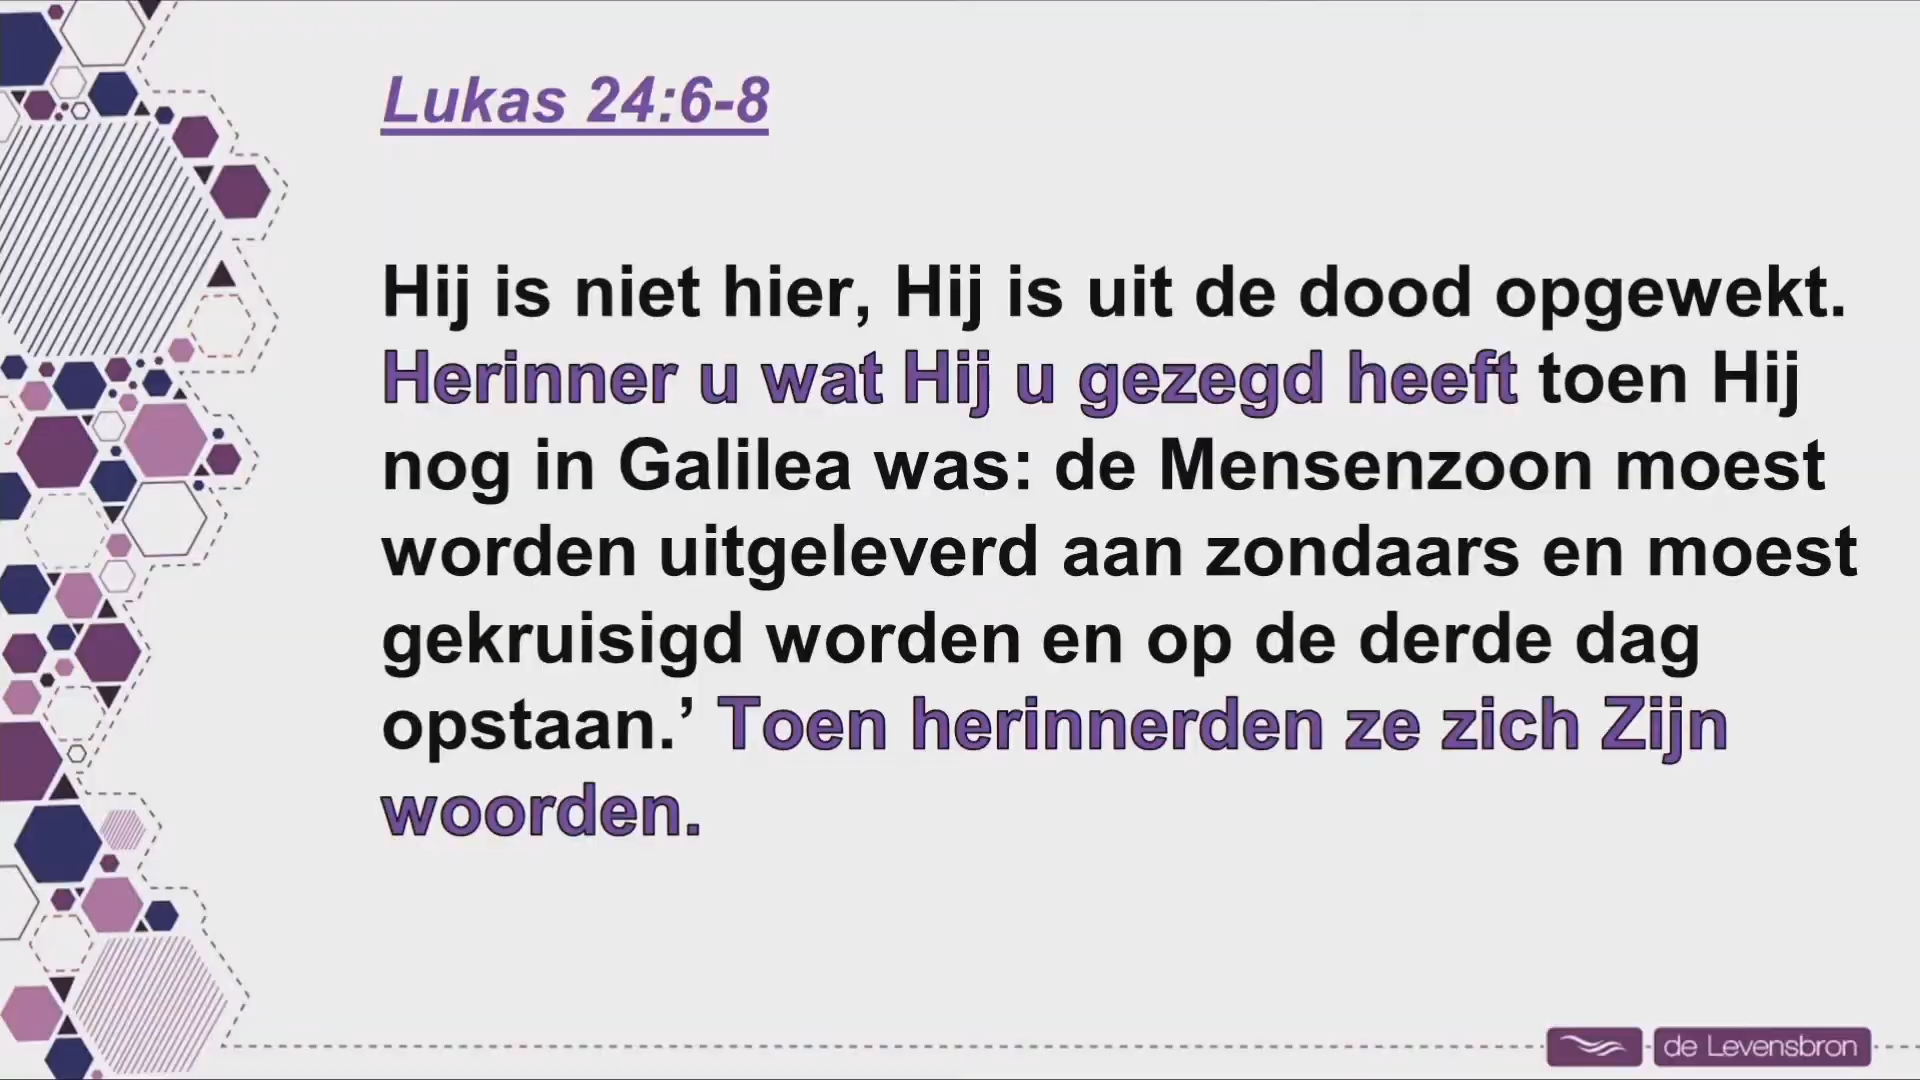 Lukas 24:6-8
Hij is niet hier, Hij is uit de dood opgewekt.
Herinner u wat Hij u gezegd heeft toen Hij
nog in Galilea was: de Mensenzoon moest
worden uitgeleverd aan zondaars en moest
gekruisigd worden en op de derde dag
opstaan.’ Toen herinnerden ze zich Zijn
woorden.
de Levensbron